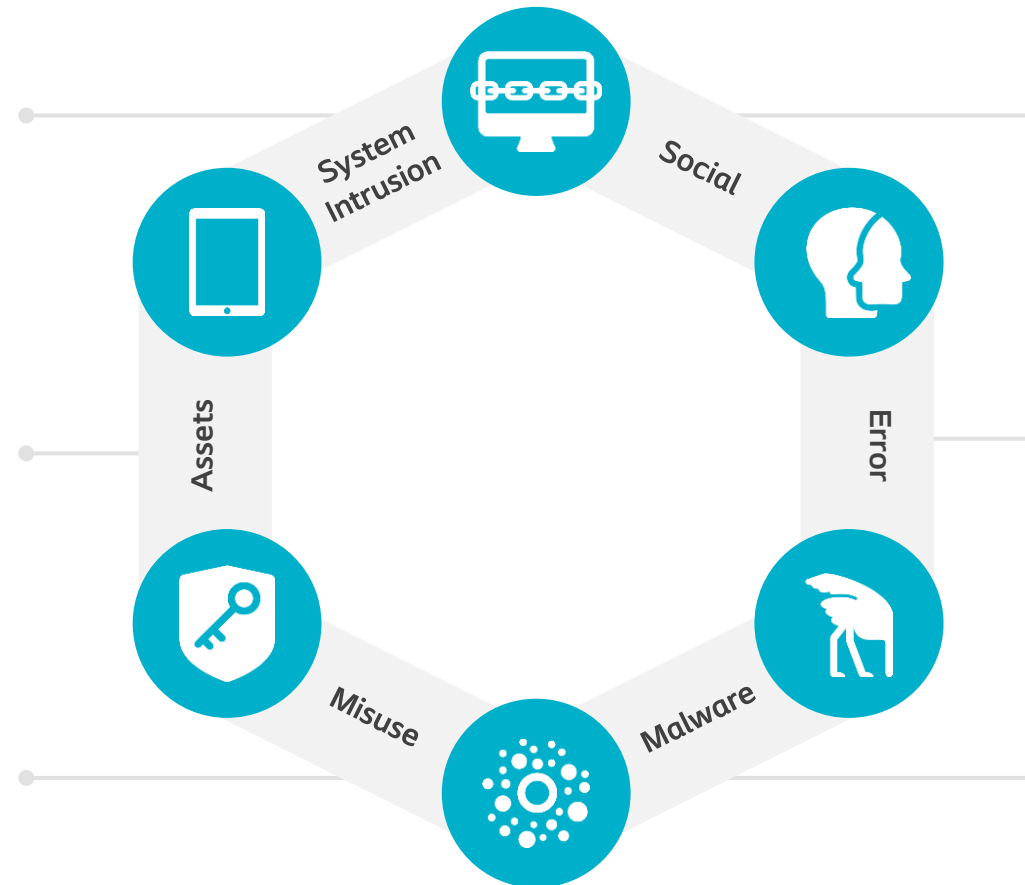 System
Intrusion
Social
Assets
Error
Misuse
Malware